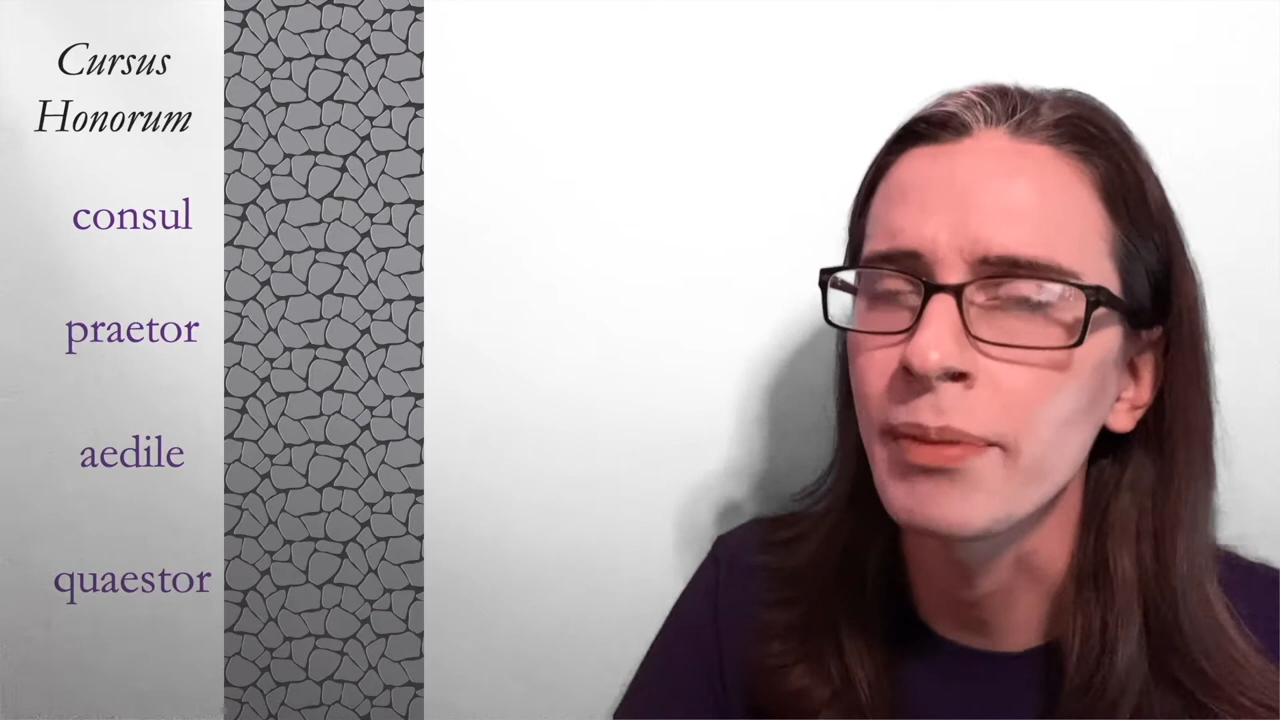 Cursus
Honorum
consul
praetor
aedile
quaestor